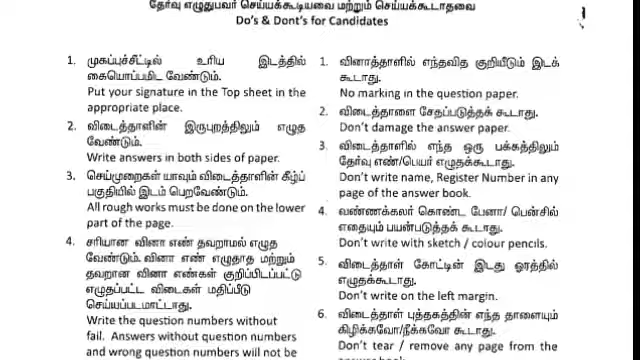 தேர்வு எழுதுபவர் செய்யக்கூடியவை மற்றும் செய்யக்கூடாதவை
Do's & Dont's for Candidates
1. முகப்புச்சீட்டில் உரிய இடத்தில்
கையொப்பமிட வேண்டும்.
Put your signature in the Top sheet in the
appropriate place.
2. விடைத்தாளின் இருபுறத்திலும் எழுத
வேண்டும்.
Write answers in both sides of paper.
3. செய்முறைகள் யாவும் விடைத்தாளின் கீழ்ப்
பகுதியில் இடம் பெறவேண்டும்.
All rough works must be done on the lower
part of the page.
4. சரியான வினா எண் தவறாமல் எழுத
வேண்டும். வினா எண் எழுதாத மற்றும்
தவறான வினா எண்கள் குறிப்பிடப்பட்டு
எழுதப்பட்ட விடைகள் மதிப்பீடு
செய்யப்படமாட்டாது.
Write the question numbers without
fail. Answers without question numbers
and wrong question numbers will not be
1. வினாத்தாளில் எந்தவித குறியீடும் இடக்
கூடாது.
No marking in the question paper.
2. விடைத்தாளை சேதப்படுத்தக் கூடாது.
Don't damage the answer paper.
3. விடைத்தாளில் எந்த ஒரு பக்கத்திலும்
தேர்வு எண்/பெயர் எழுதக்கூடாது.
Don't write name, Register Number in any
page of the answer book.
4. வண்ணக்கலர் கொண்ட பேனா/ பென்சில்
எதையும் பயன்படுத்தக் கூடாது.
Don't write with sketch / colour pencils.
5. விடைத்தாள் கோட்டின் இடது ஓரத்தில்
எழுதக்கூடாது.
Don't write on the left margin.
6. விடைத்தாள் புத்தகத்தின் எந்த தாளையும்
கிழிக்கவோ/நீக்கவோ கூடாது.
Don't tear / remove any page from the